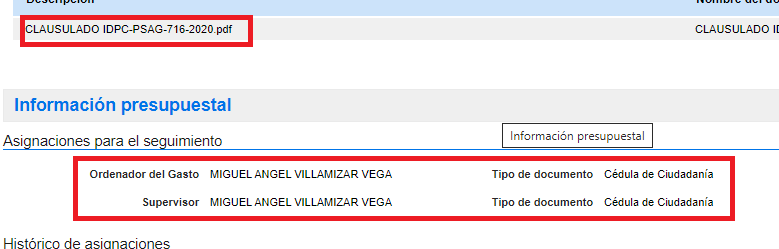 Descripción Nombre del do
CLAUSULADO IDPC-PSAG-716-2020.pdf CLAUSULADO ID
Información presupuestal
Asignaciones para el seguimiento Información presupuestal
Ordenador del Gasto MIGUEL ANGEL VILLAMIZAR VEGA Tipo de documento Cédula de Ciudadanía
Supervisor MIGUEL ANGEL VILLAMIZAR VEGA Tipo de documento Cédula de Ciudadanía
Histórico de asignaciones